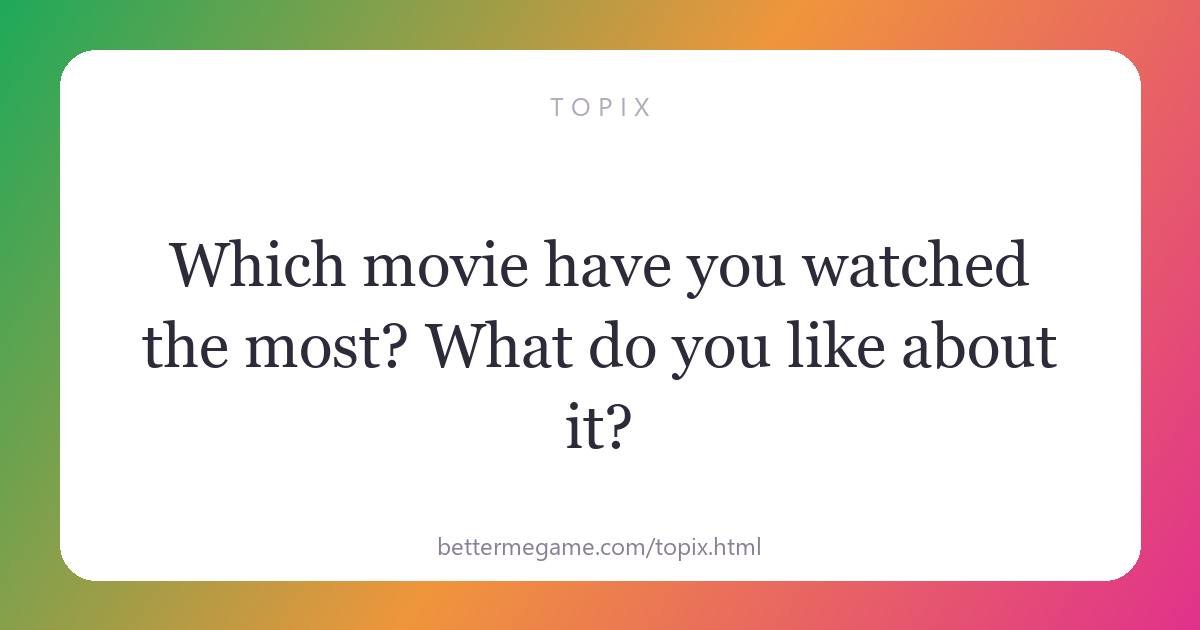 TOPIX
Which movie have you watched
the most? What do you like about
it?
bettermegame.com/topix.html